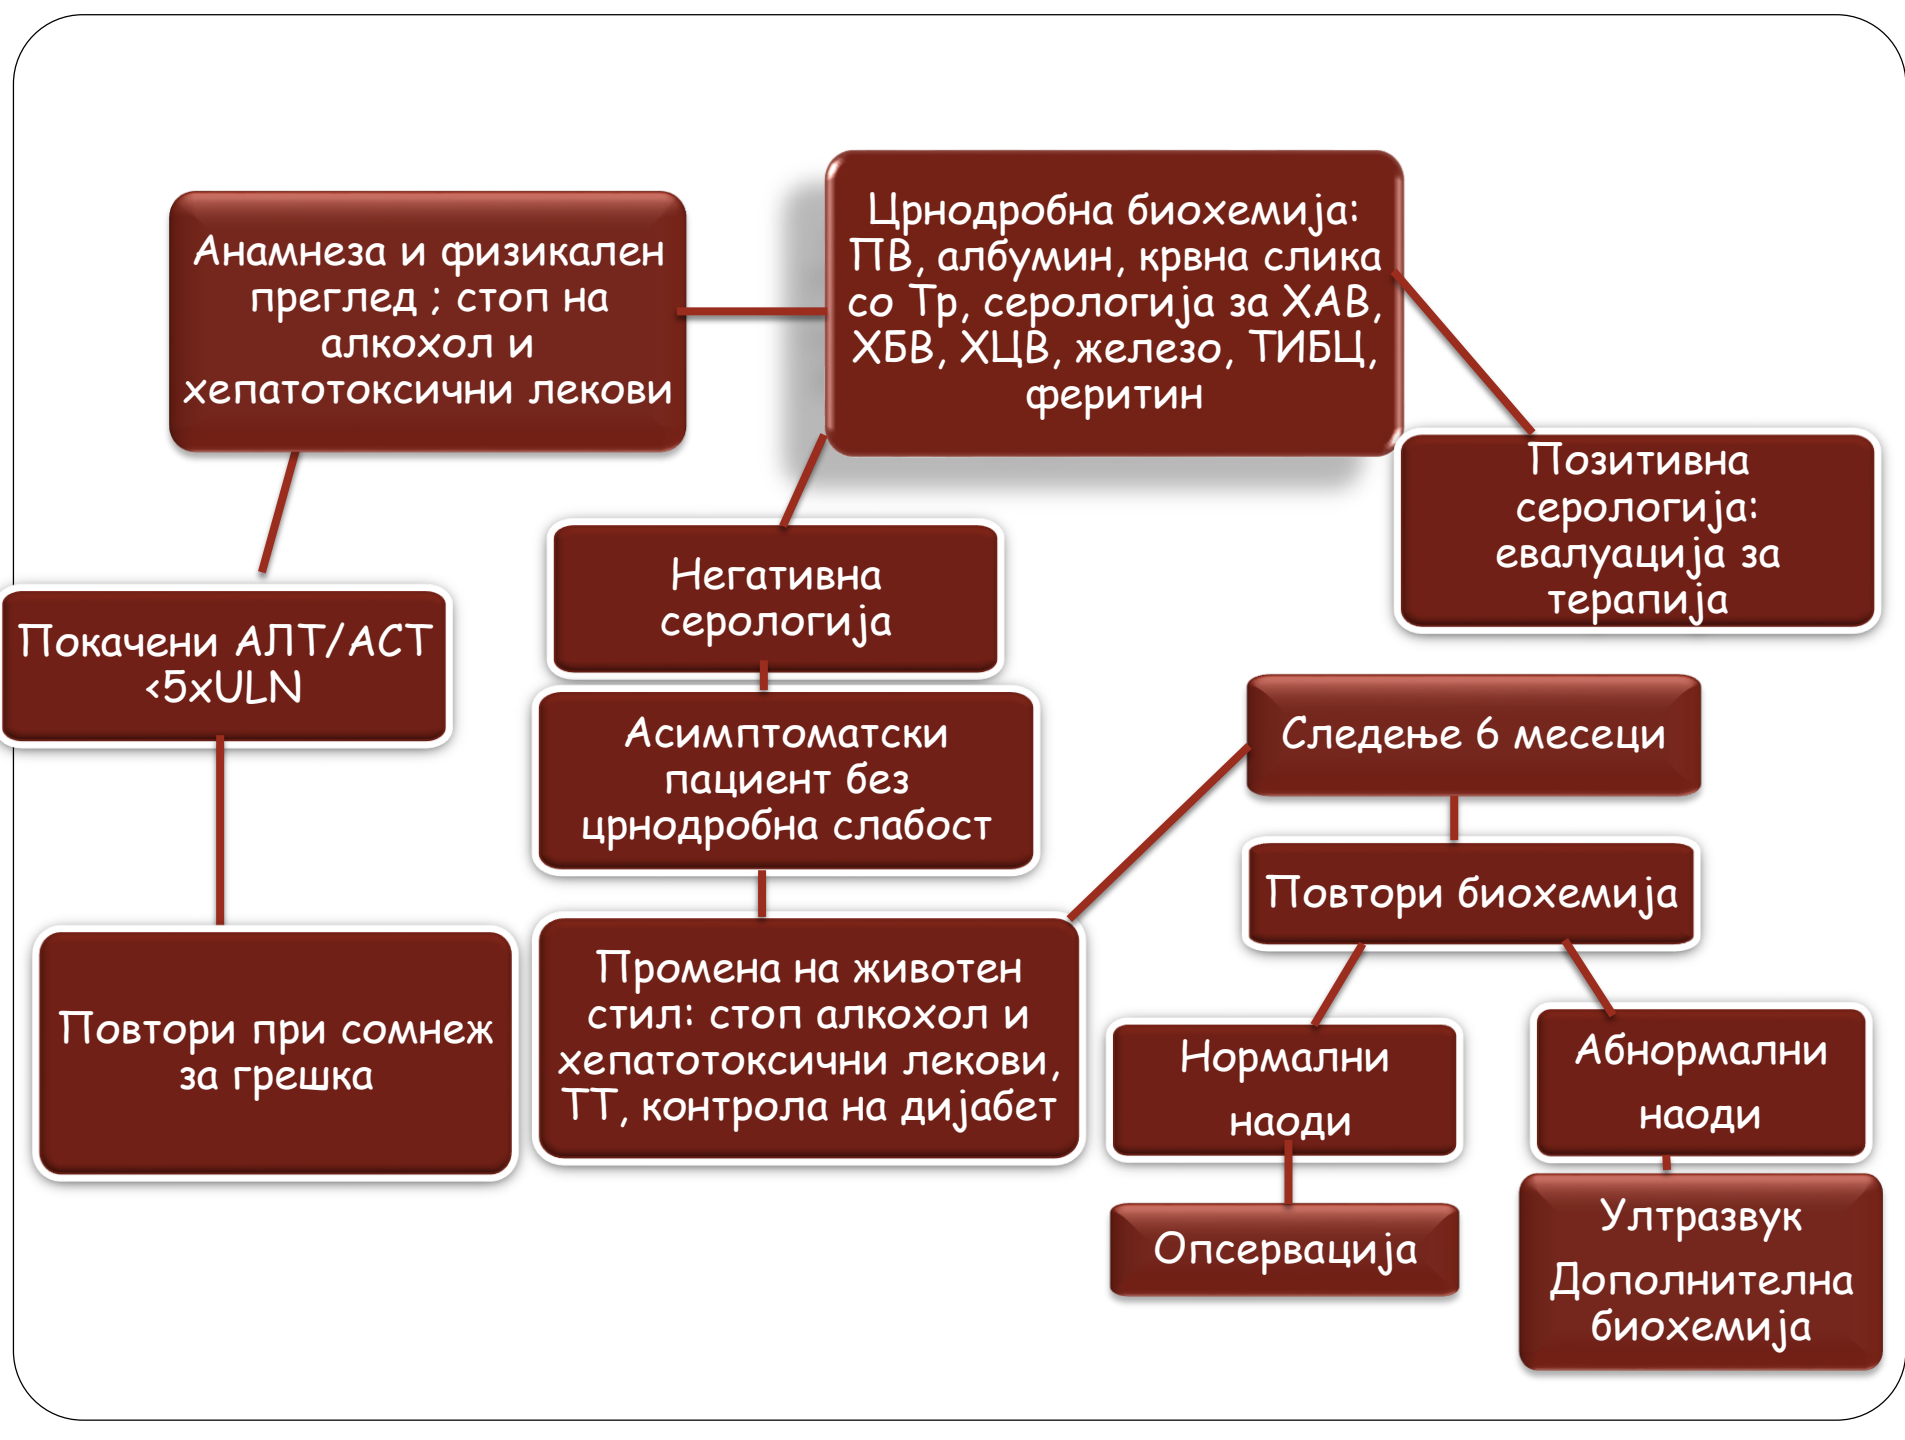 Анамнеза и физикален
преглед ; стоп на
алкохол и
хепатотоксични лекови
Црнодробна биохемија:
ПВ, албумин, крвна слика
со Тр, серологија за ХАВ,
ХБВ, ХЦВ, железо, ТИБЦ,
феритин
Позитивна
серологија:
евалуација за
терапија
Негативна
серологија
Покачени АЛТ/АСТ
<5xULN
Асимптоматски
пациент без
црнодробна слабост
Следење 6 месеци
Повтори биохемија
Повтори при сомнеж
за грешка
Промена на животен
стил: стоп алкохол и
хепатотоксични лекови,
ТТ, контрола на дијабет
Нормални
наоди
Абнормални
наоди
Опсервација
Ултразвук
Дополнителна
биохемија